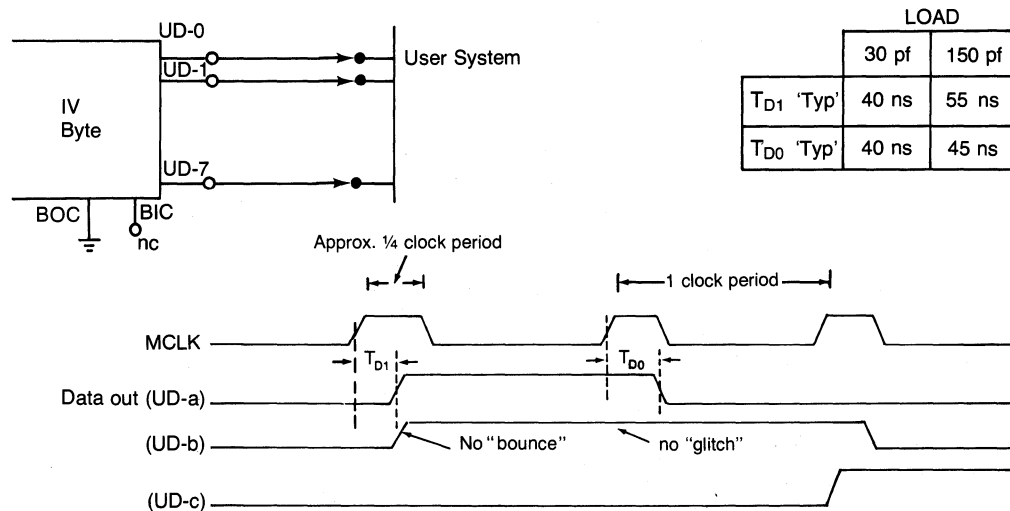 UD-0
UD-1
User System
IV
Byte
UD-7
BOC
BIC
nc
LOAD
30 pf 150 pf
TD1 'Typ' 40 ns 55 ns
TD0 'Typ' 40 ns 45 ns
Approx. ¼ clock period
1 clock period
MCLK
TD1
TD0
Data out (UD-a)
(UD-b)
No "bounce"
no "glitch"
(UD-c)